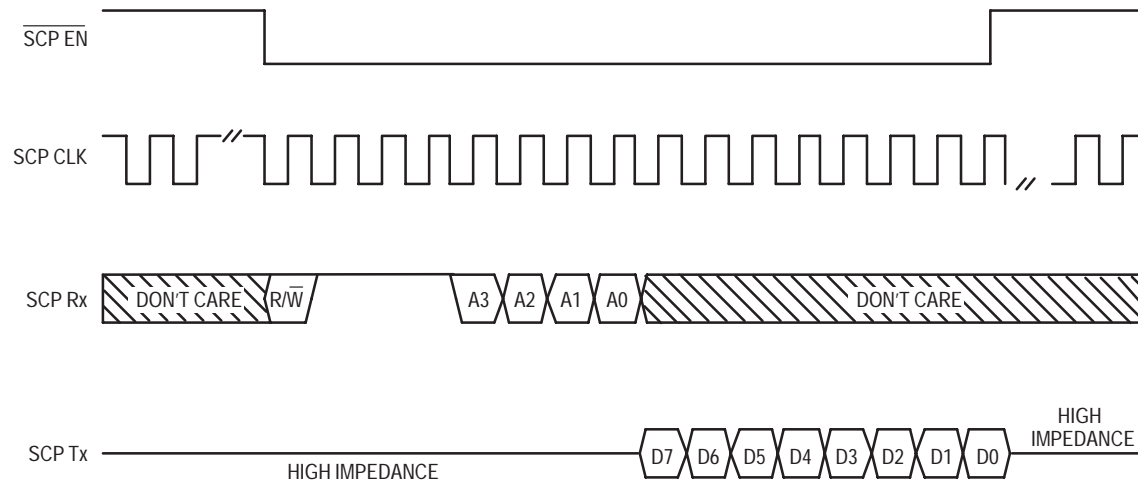 SCP EN
SCP CLK
SCP Rx
DON'T CARE
R/W
A3
A2
A1
A0
DON'T CARE
SCP Tx
HIGH IMPEDANCE
D7
D6
D5
D4
D3
D2
D1
D0
HIGH
IMPEDANCE